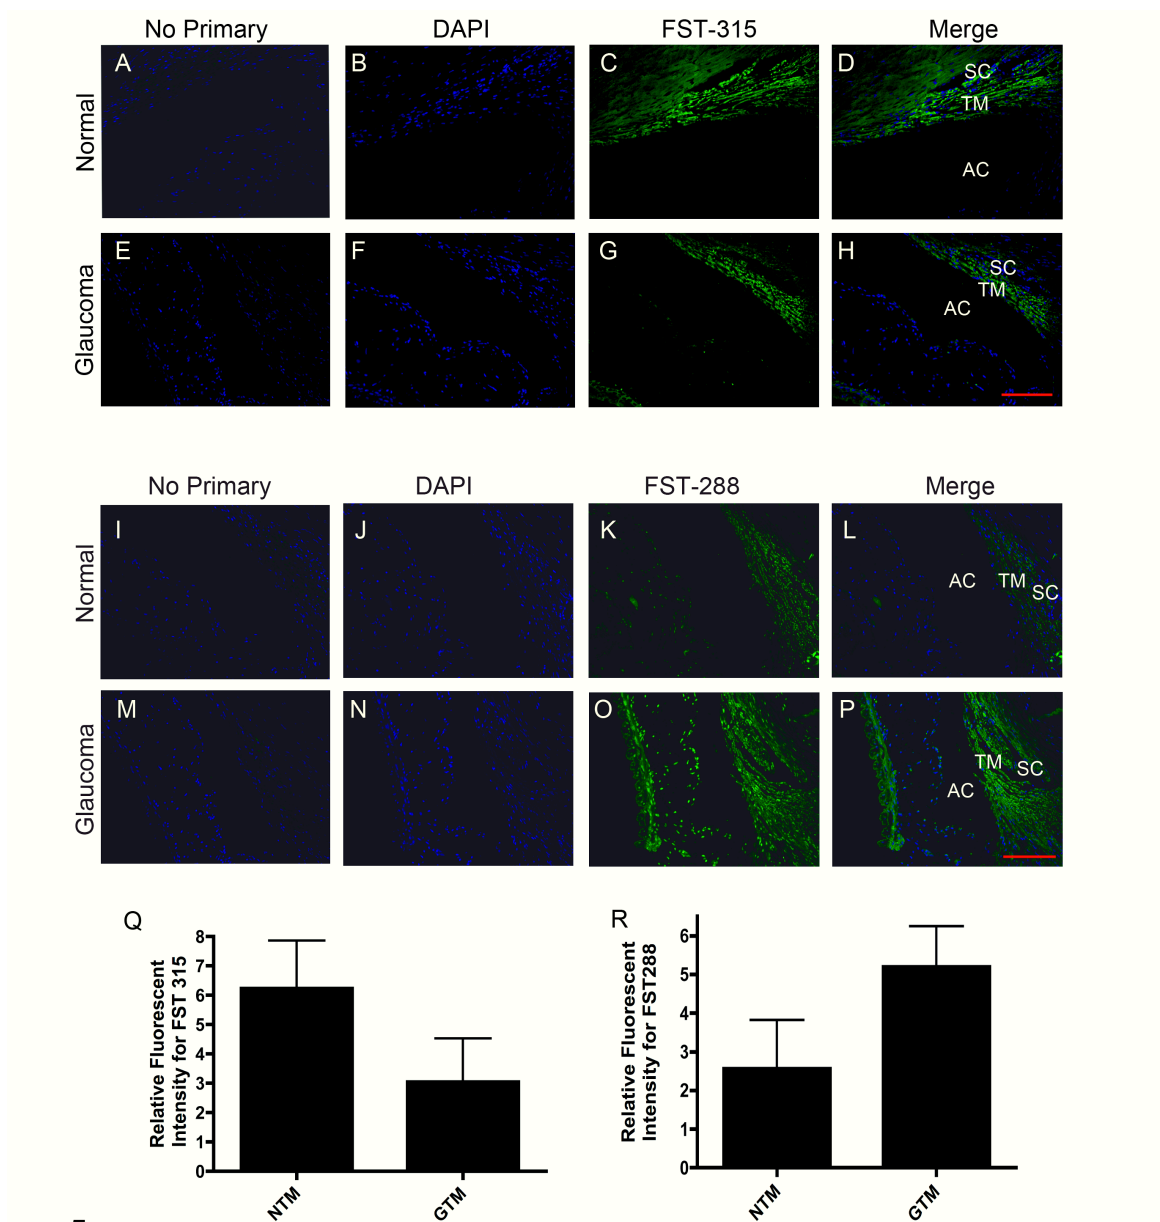 No Primary DAPI FST-315 Merge
Normal
A B C D
SC
TM
AC
Glaucoma
E F G H
SC
TM
AC
No Primary DAPI FST-288 Merge
Normal
I J K L
AC TM SC
Glaucoma
M N O P
TM SC
AC
Q
Relative Fluorescent
Intensity for FST 315
8
7
6
5
4
3
2
1
0
NTM GTM
R
Relative Fluorescent
Intensity for FST288
6
5
4
3
2
1
0
NTM GTM